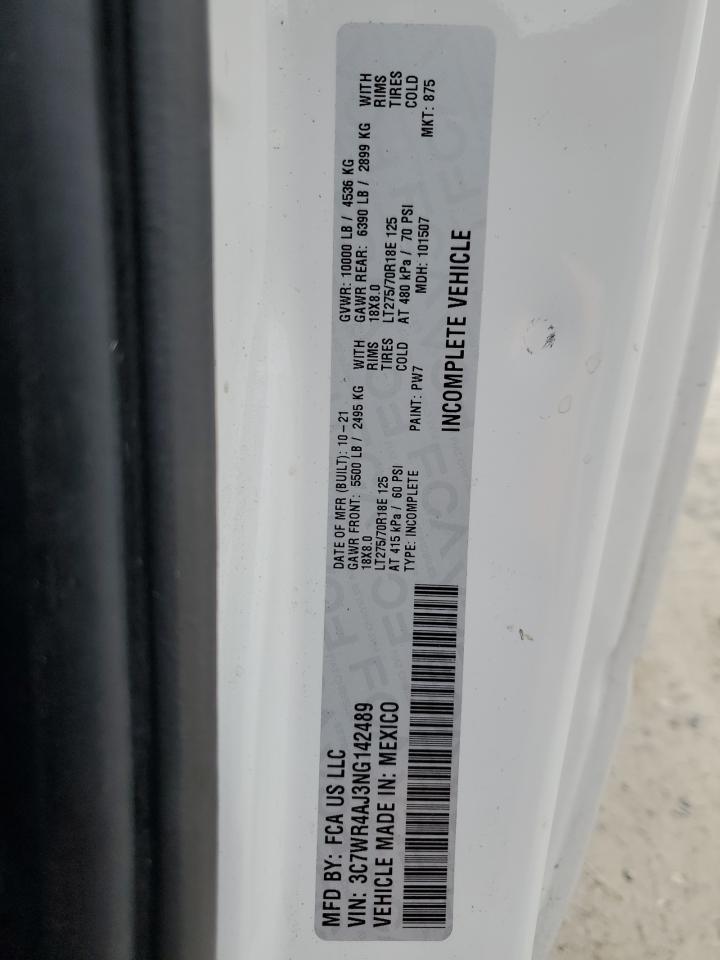 MFD BY: FCA US LLC
VIN: 3C7WR4AJ3NG142489
VEHICLE MADE IN: MEXICO
DATE OF MFR (BUILT): 10-21
GAWR FRONT: 5500 LB / 2495 KG WITH
18X8.0 RIMS
LT275/70R18E 125 TIRES
AT 415 kPa / 60 PSI COLD
TYPE: INCOMPLETE PAINT: PW7
GVWR: 10000 LB / 4536 KG
GAWR REAR: 6390 LB / 2899 KG WITH
18X8.0 RIMS
LT275/70R18E 125 TIRES
AT 480 kPa / 70 PSI COLD
MDH: 101507 MKT: 875
INCOMPLETE VEHICLE